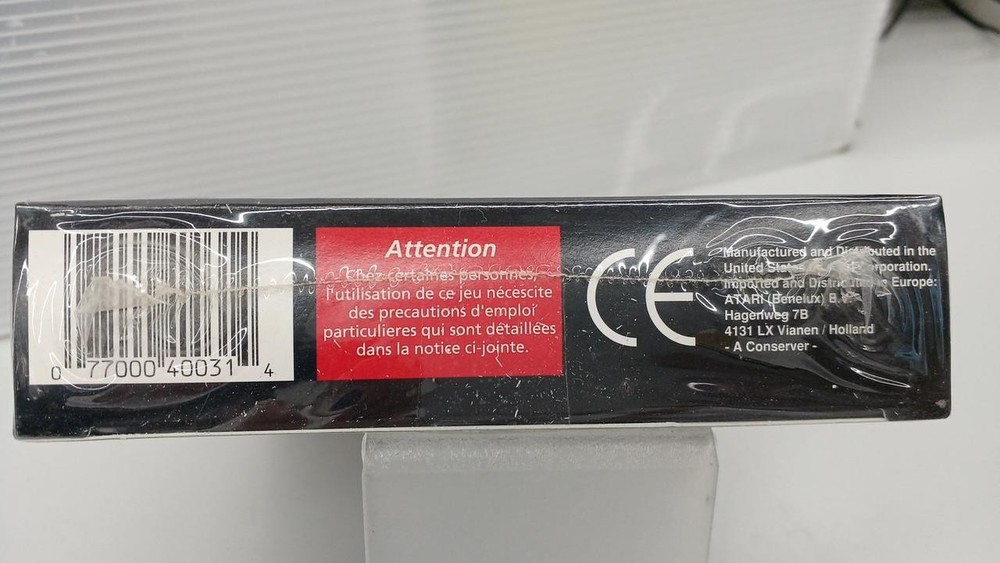 0 77000 40031 4
Attention
Chez certaines personnes,
l'utilisation de ce jeu nécesite
des precautions d'emploi
particulieres qui sont détaillées
dans la notice ci-jointe.
CE
Manufactured and Distributed in the
United States Corporation.
Imported and Distributed Europe:
ATARI (Benelux) B
Hagenweg 7B
4131 LX Vianen / Holland
- A Conserver -